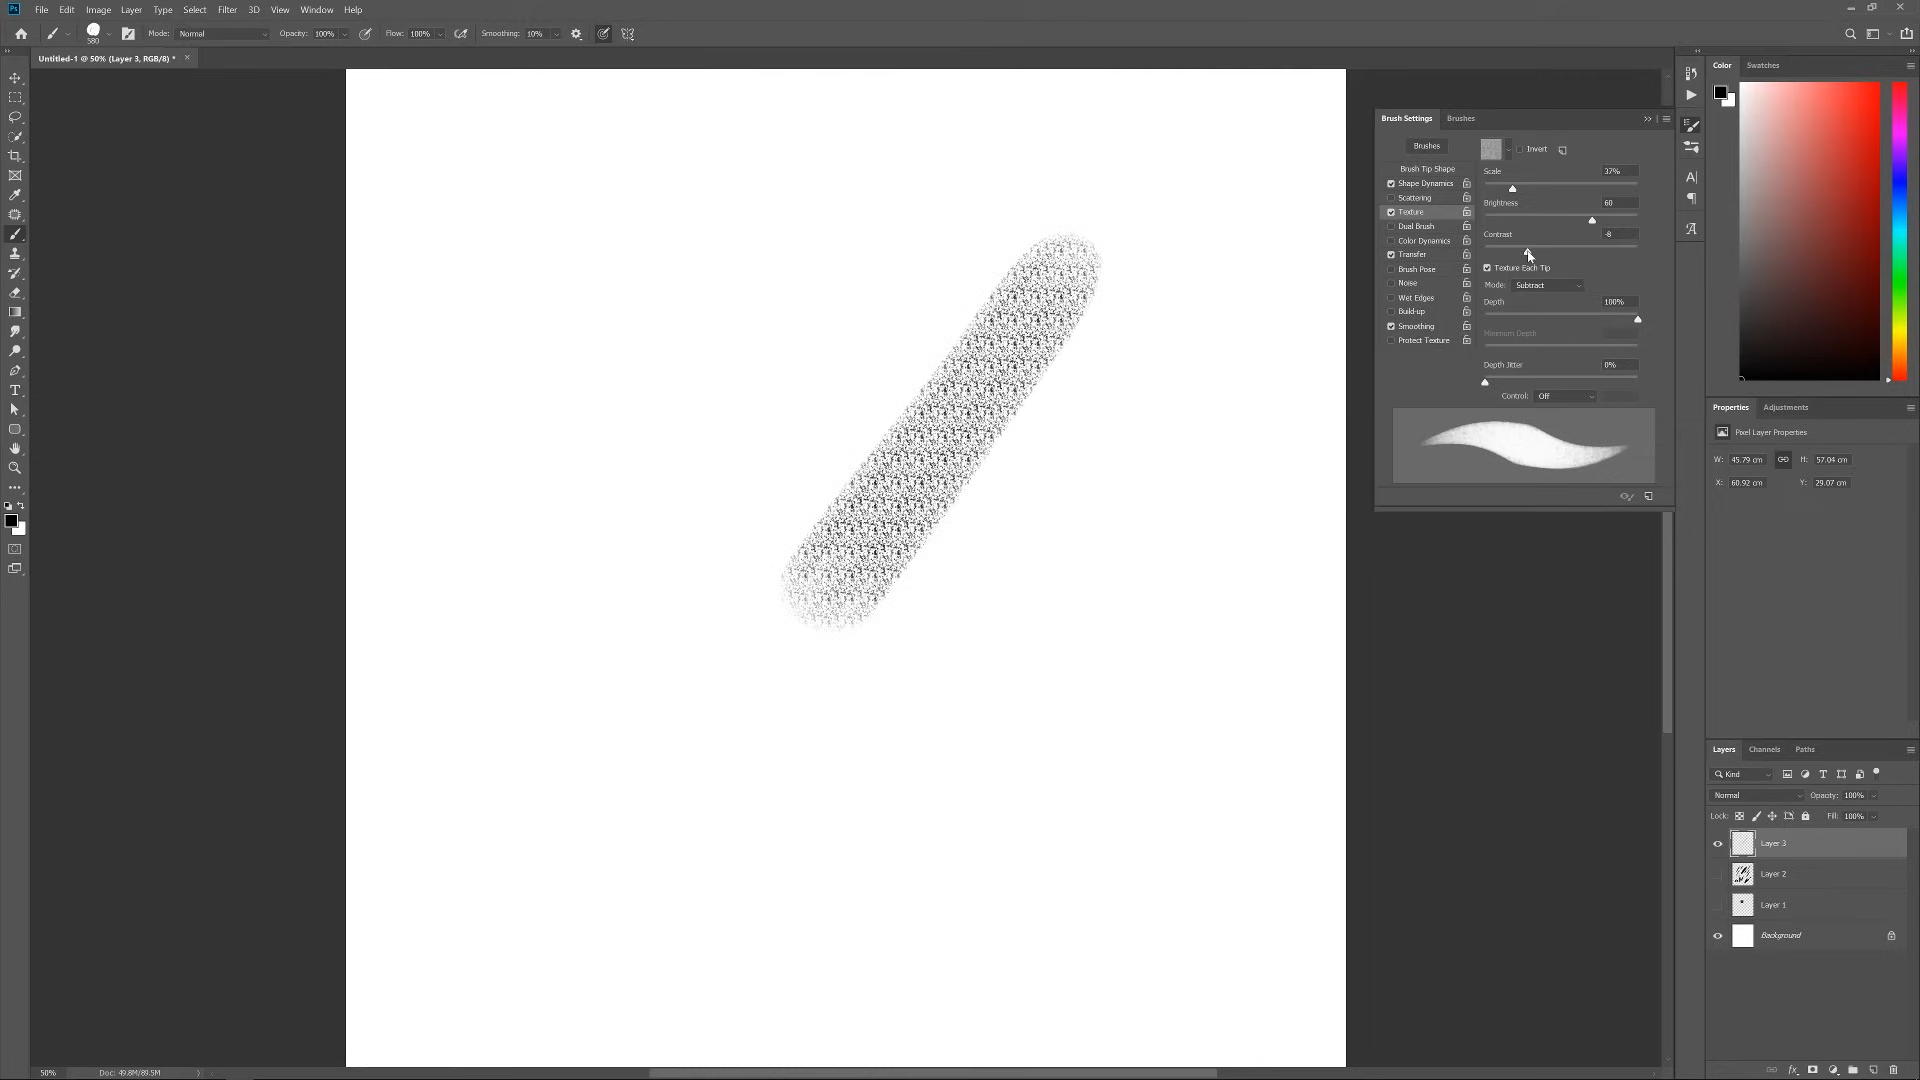 Ps File Edit Image Layer Type Select Filter 3D View Window Help
580 Mode: Normal Opacity: 100% Flow: 100% Smoothing: 10%
Untitled-1 @ 50% (Layer 3, RGB/8) *
Color Swatches
Brush Settings Brushes
Brushes Invert
Brush Tip Shape Scale 37%
Shape Dynamics
Scattering Brightness 60
Texture
Dual Brush Contrast -8
Color Dynamics
Transfer
Brush Pose Texture Each Tip
Noise Mode: Subtract
Wet Edges Depth 100%
Build-up
Smoothing Minimum Depth
Protect Texture
Depth Jitter 0%
Control: Off
Properties Adjustments
Pixel Layer Properties
W: 45.79 cm H: 57.04 cm
X: 60.92 cm Y: 29.07 cm
Layers Channels Paths
Kind
Normal Opacity: 100%
Lock: Fill: 100%
Layer 3
Layer 2
Layer 1
Background
fx
50% Doc: 49.8M/89.5M